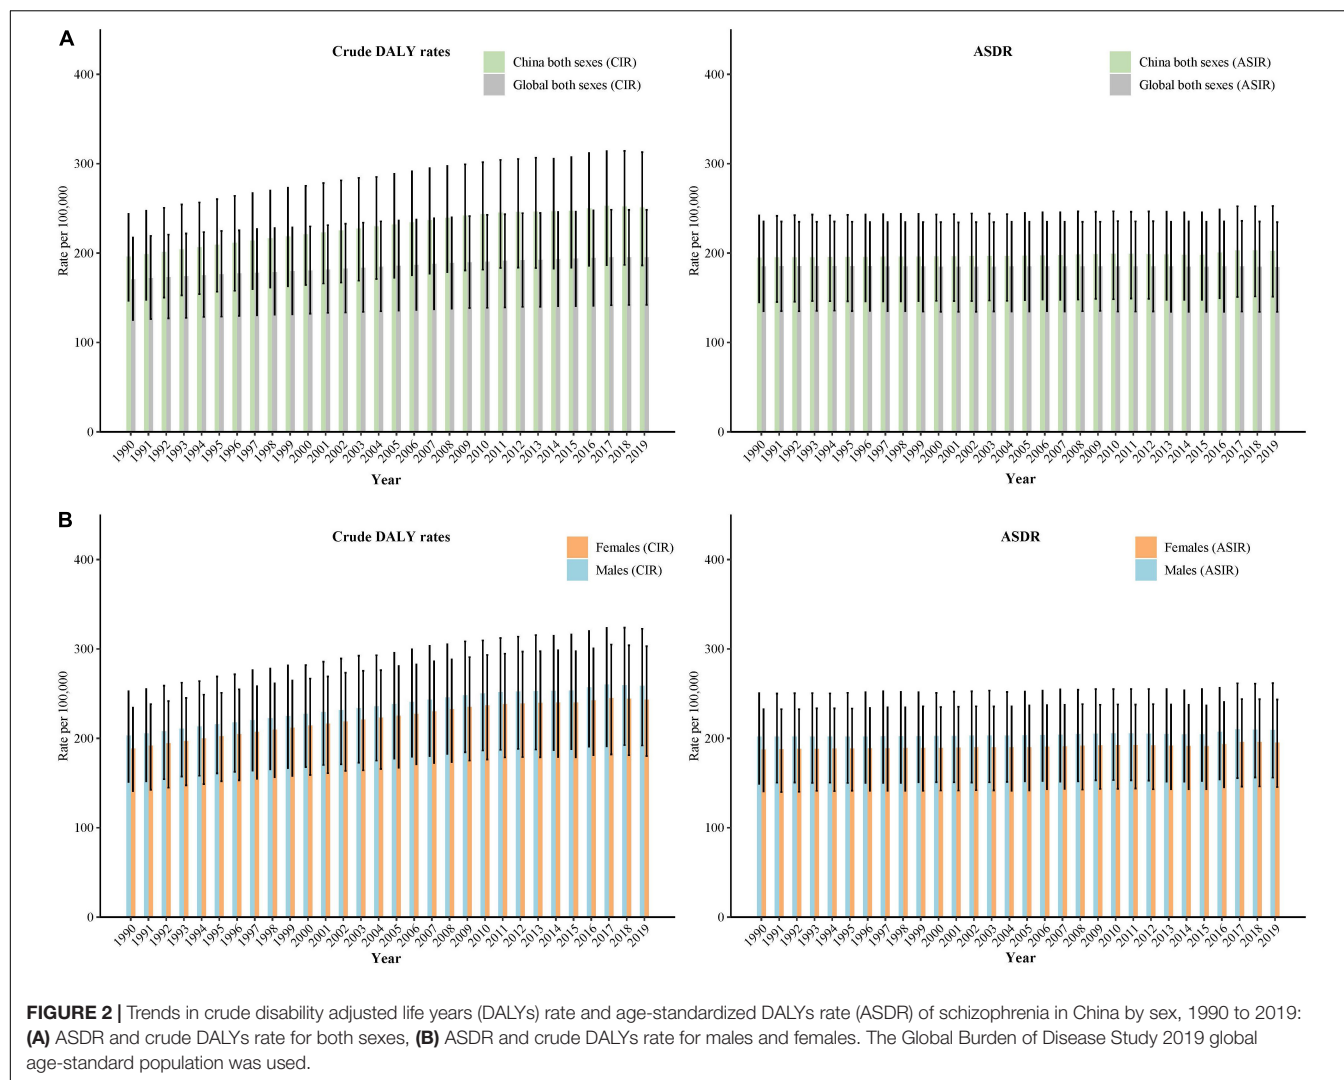 A
Crude DALY rates
China both sexes (CIR)
Global both sexes (CIR)
400
300
200
100
0
Rate per 100,000
1990 1991 1992 1993 1994 1995 1996 1997 1998 1999 2000 2001 2002 2003 2004 2005 2006 2007 2008 2009 2010 2011 2012 2013 2014 2015 2016 2017 2018 2019
Year
ASDR
China both sexes (ASIR)
Global both sexes (ASIR)
400
300
200
100
0
Rate per 100,000
1990 1991 1992 1993 1994 1995 1996 1997 1998 1999 2000 2001 2002 2003 2004 2005 2006 2007 2008 2009 2010 2011 2012 2013 2014 2015 2016 2017 2018 2019
Year
B
Crude DALY rates
Females (CIR)
Males (CIR)
400
300
200
100
0
Rate per 100,000
1990 1991 1992 1993 1994 1995 1996 1997 1998 1999 2000 2001 2002 2003 2004 2005 2006 2007 2008 2009 2010 2011 2012 2013 2014 2015 2016 2017 2018 2019
Year
ASDR
Females (ASIR)
Males (ASIR)
400
300
200
100
0
Rate per 100,000
1990 1991 1992 1993 1994 1995 1996 1997 1998 1999 2000 2001 2002 2003 2004 2005 2006 2007 2008 2009 2010 2011 2012 2013 2014 2015 2016 2017 2018 2019
Year
FIGURE 2 | Trends in crude disability adjusted life years (DALYs) rate and age-standardized DALYs rate (ASDR) of schizophrenia in China by sex, 1990 to 2019:
(A) ASDR and crude DALYs rate for both sexes, (B) ASDR and crude DALYs rate for males and females. The Global Burden of Disease Study 2019 global
age-standard population was used.